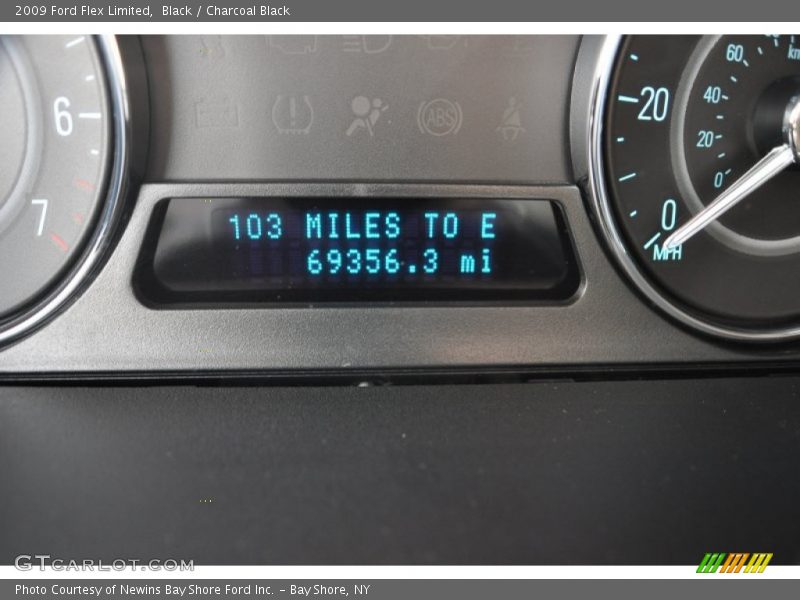 2009 Ford Flex Limited, Black / Charcoal Black
6
7
ABS
103 MILES TO E
69356.3 mi
60
40
20
0
20
0
MPH
GTCARLOT.COM
Photo Courtesy of Newins Bay Shore Ford Inc. - Bay Shore, NY